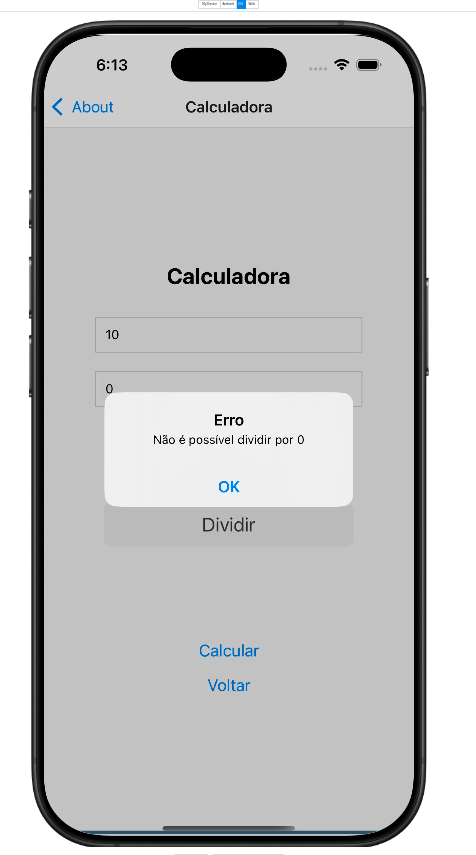 My Device Android iOS Web
6:13
About
Calculadora
Calculadora
10
0
Erro
Não é possível dividir por 0
OK
Dividir
Calcular
Voltar